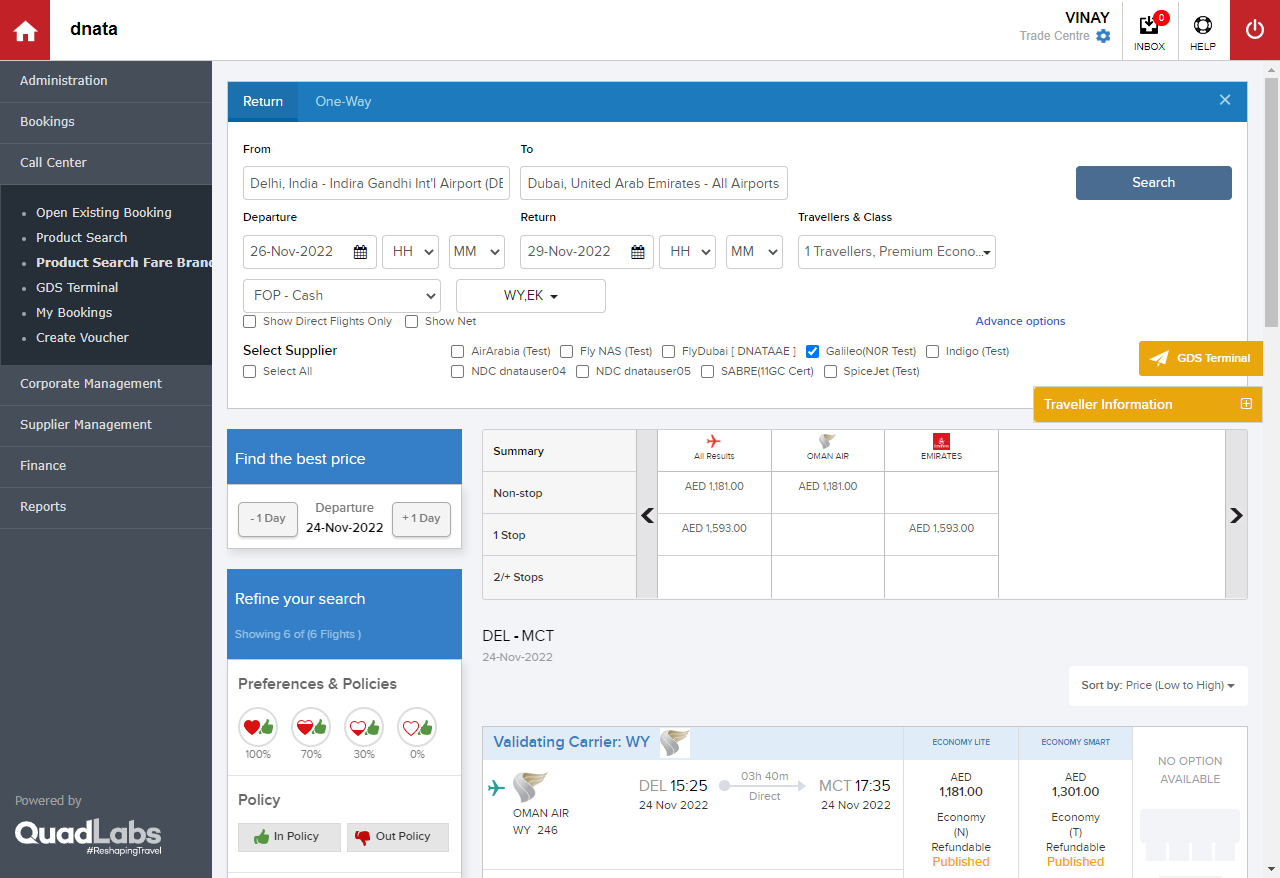 dnata
VINAY
Trade Centre
0
INBOX
HELP
Administration
Bookings
Call Center
Open Existing Booking
Product Search
Product Search Fare Bran
GDS Terminal
My Bookings
Create Voucher
Corporate Management
Supplier Management
Finance
Reports
Powered by
QuadLabs
#ReshapingTravel
Return One-Way ×
From To
Delhi, India - Indira Gandhi Int'l Airport (DE Dubai, United Arab Emirates - All Airports Search
Departure Return Travellers & Class
26-Nov-2022 HH MM 29-Nov-2022 HH MM 1 Travellers, Premium Econo...
FOP - Cash WY,EK
Show Direct Flights Only Show Net Advance options
Select Supplier AirArabia (Test) Fly NAS (Test) FlyDubai [ DNATAAE ] Galileo(N0R Test) Indigo (Test)
Select All NDC dnatauser04 NDC dnatauser05 SABRE(11GC Cert) SpiceJet (Test)
GDS Terminal
Traveller Information
Find the best price
- 1 Day Departure + 1 Day
24-Nov-2022
Refine your search
Showing 6 of (6 Flights )
Preferences & Policies
100% 70% 30% 0%
Policy
In Policy Out Policy
Summary All Results OMAN AIR EMIRATES
Non-stop AED 1,181.00 AED 1,181.00
1 Stop AED 1,593.00 AED 1,593.00
2/+ Stops
DEL - MCT
24-Nov-2022
Sort by: Price (Low to High)
Validating Carrier: WY ECONOMY LITE ECONOMY SMART
OMAN AIR
WY 246
DEL 15:25 03h 40m MCT 17:35
24 Nov 2022 Direct 24 Nov 2022
AED
1,181.00
Economy
(N)
Refundable
Published
AED
1,301.00
Economy
(T)
Refundable
Published
NO OPTION
AVAILABLE